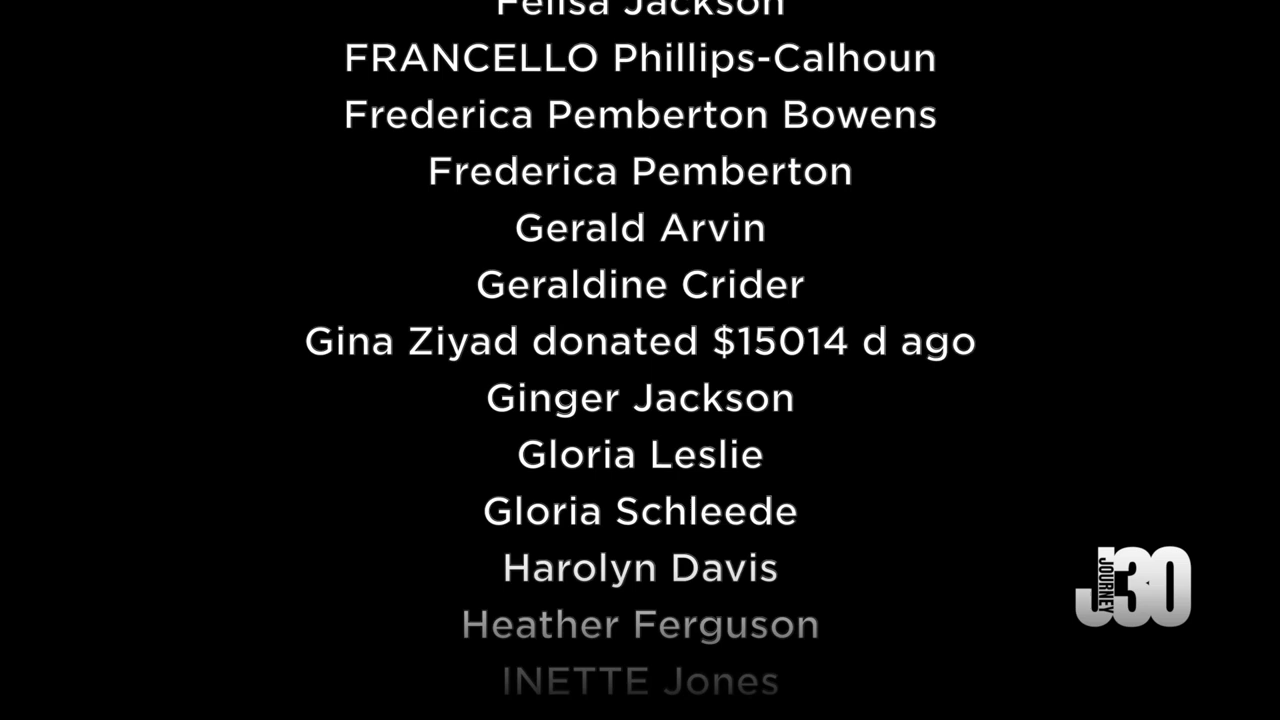 Felisa Jackson
FRANCELLO Phillips-Calhoun
Frederica Pemberton Bowens
Frederica Pemberton
Gerald Arvin
Geraldine Crider
Gina Ziyad donated $15014 d ago
Ginger Jackson
Gloria Leslie
Gloria Schleede
Harolyn Davis
Heather Ferguson
INETTE Jones
J30
JOURNEY